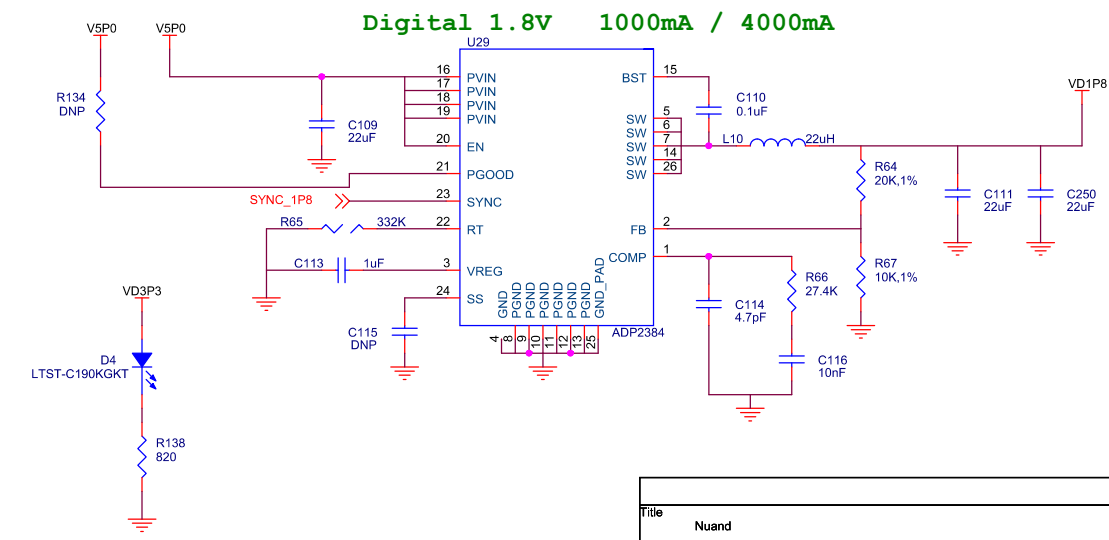 Digital 1.8V 1000mA / 4000mA
V5P0 V5P0
U29
R134
DNP
C109
22uF
16 PVIN
17 PVIN
18 PVIN
19 PVIN
20 EN
21 PGOOD
23 SYNC
22 RT
3 VREG
24 SS
BST 15
SW 5
SW 6
SW 7
SW 14
SW 26
FB 2
COMP 1
GND PGND PGND PGND PGND PGND PGND GND_PAD
4 8 9 10 11 12 13 25
ADP2384
C110
0.1uF
L10 22uH
VD1P8
R64
20K,1%
C111
22uF
C250
22uF
R67
10K,1%
R66
27.4K
C114
4.7pF
C116
10nF
SYNC_1P8
R65 332K
C113 1uF
C115
DNP
VD3P3
D4
LTST-C190KGKT
R138
820
Title
Nuand